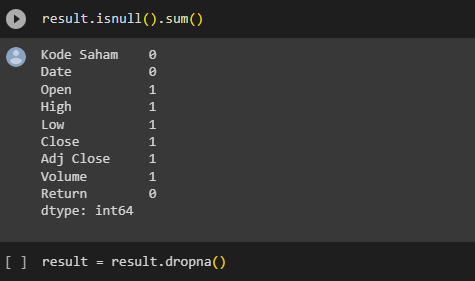 result.isnull().sum()
Kode Saham    0
Date          0
Open          1
High          1
Low           1
Close         1
Adj Close     1
Volume        1
Return        0
dtype: int64
[ ] result = result.dropna()